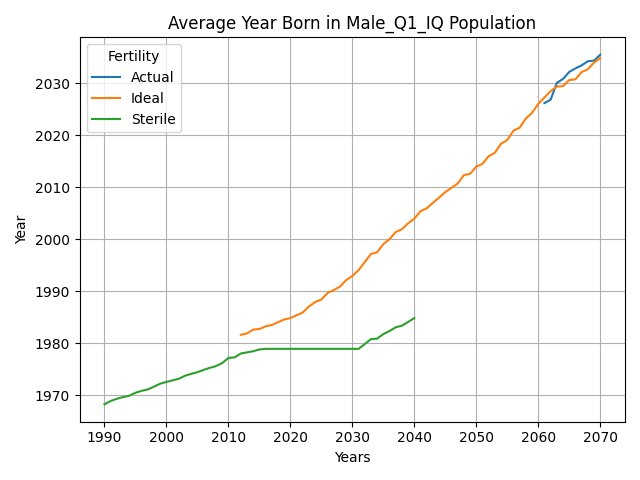 Average Year Born in Male_Q1_IQ Population
Fertility
Actual
Ideal
Sterile
Year
2030
2020
2010
2000
1990
1980
1970
1990 2000 2010 2020 2030 2040 2050 2060 2070
Years